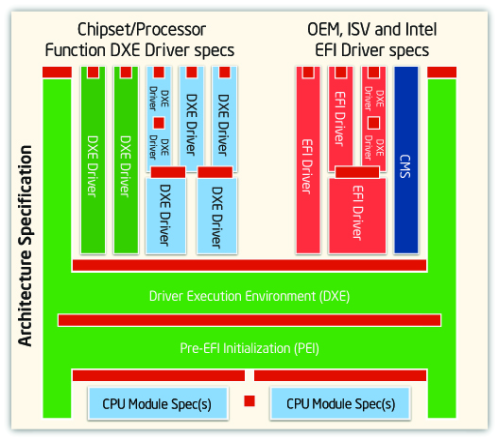 Chipset/Processor
Function DXE Driver specs
OEM, ISV and Intel
EFI Driver specs
Architecture Specification
DXE Driver
DXE Driver
DXE
Driver
DXE
Driver
DXE Driver
DXE Driver
DXE Driver
DXE Driver
EFI Driver
EFI Driver
DXE
Driver
DXE
Driver
EFI Driver
CMS
Driver Execution Environment (DXE)
Pre-EFI Initialization (PEI)
CPU Module Spec(s)
CPU Module Spec(s)